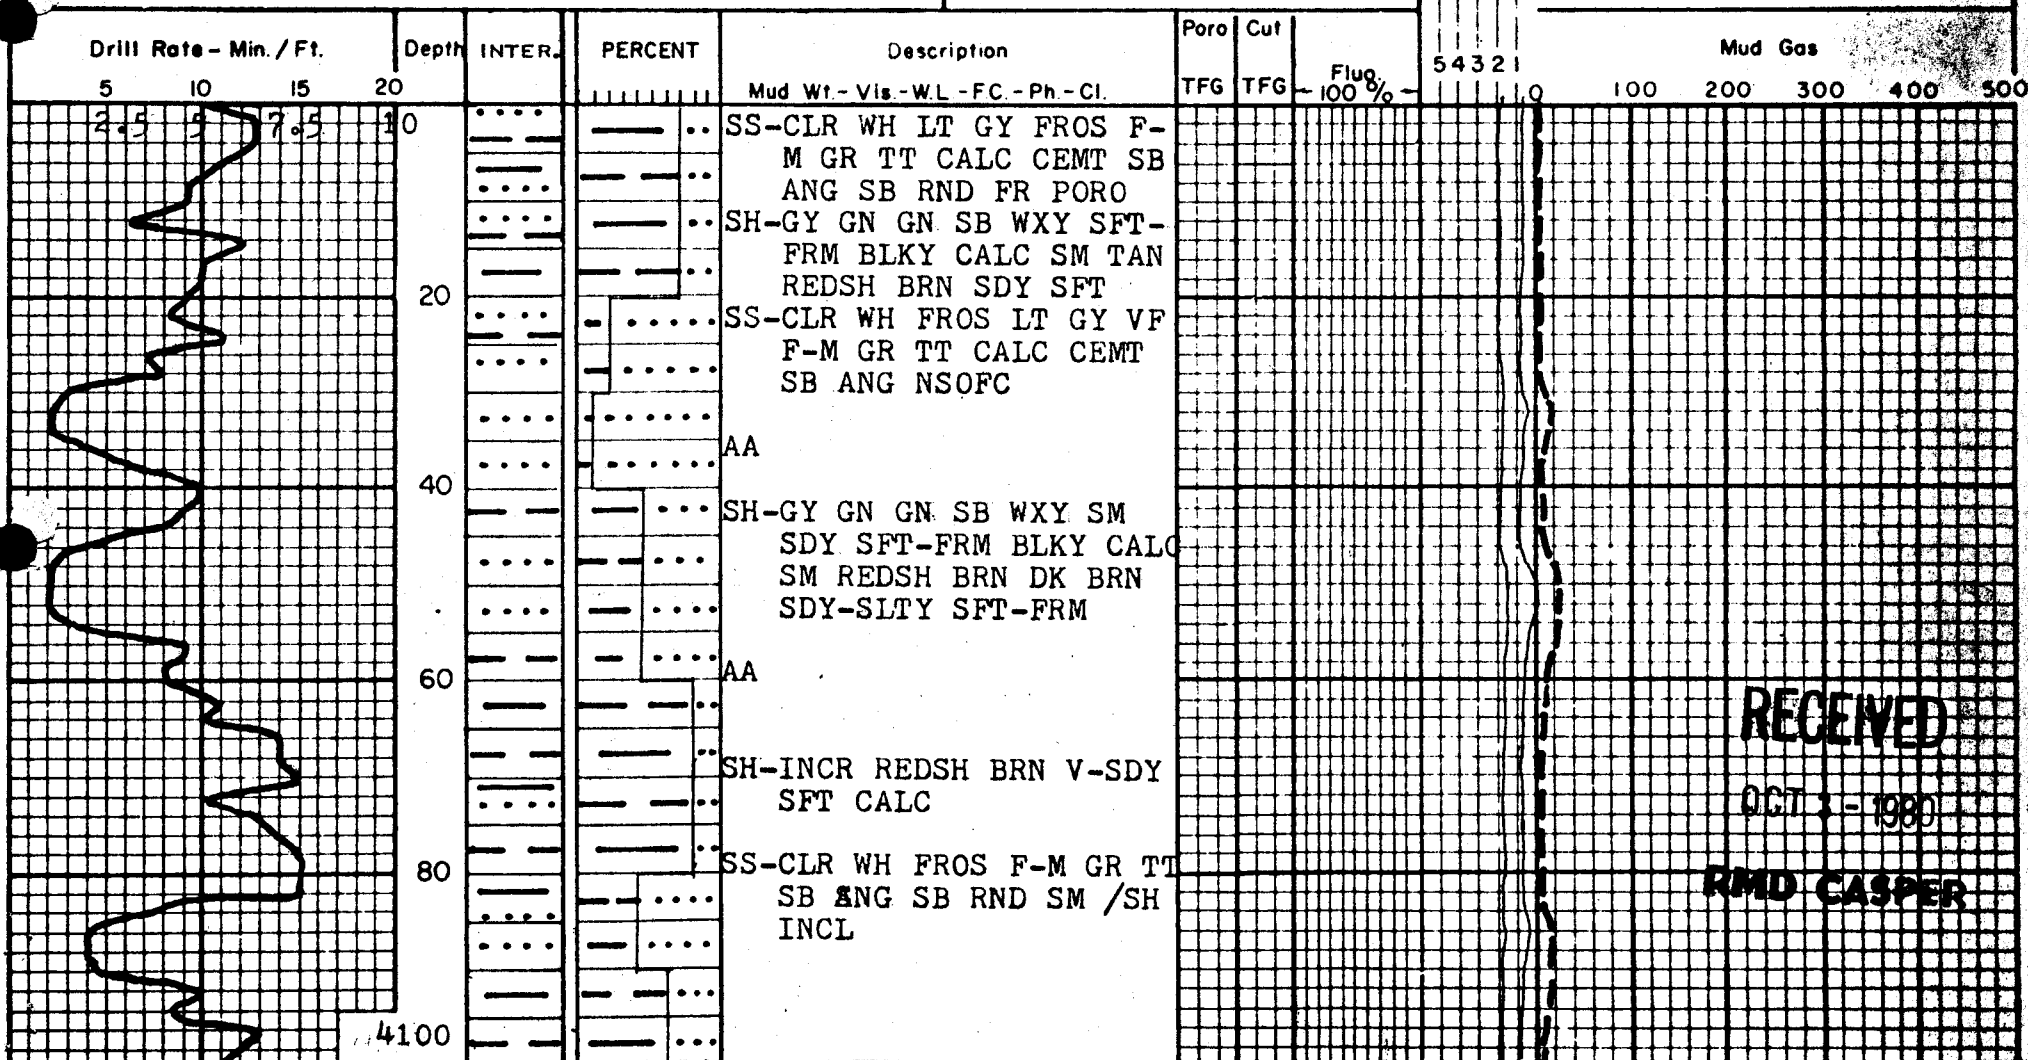 Drill Rate - Min. / Ft.
5 10 15 20
2.5 5 7.5 10
Depth
INTER.
PERCENT
Description
Mud Wt.- Vis.-W.L.-FC.-Ph.-Cl.
Poro
TFG
Cut
TFG
Fluo.
100 %
5 4 3 2 1
Mud Gas
0 100 200 300 400 500
SS-CLR WH LT GY FROS F-
M GR TT CALC CEMT SB
ANG SB RND FR PORO
SH-GY GN GN SB WXY SFT-
FRM BLKY CALC SM TAN
REDSH BRN SDY SFT
20
SS-CLR WH FROS LT GY VF
F-M GR TT CALC CEMT
SB ANG NSOFC
AA
40
SH-GY GN GN SB WXY SM
SDY SFT-FRM BLKY CALC
SM REDSH BRN DK BRN
SDY-SLTY SFT-FRM
AA
60
SH-INCR REDSH BRN V-SDY
SFT CALC
80
SS-CLR WH FROS F-M GR TT
SB ANG SB RND SM /SH
INCL
4100
RECEIVED
OCT 3 - 1980
RMD CASPER